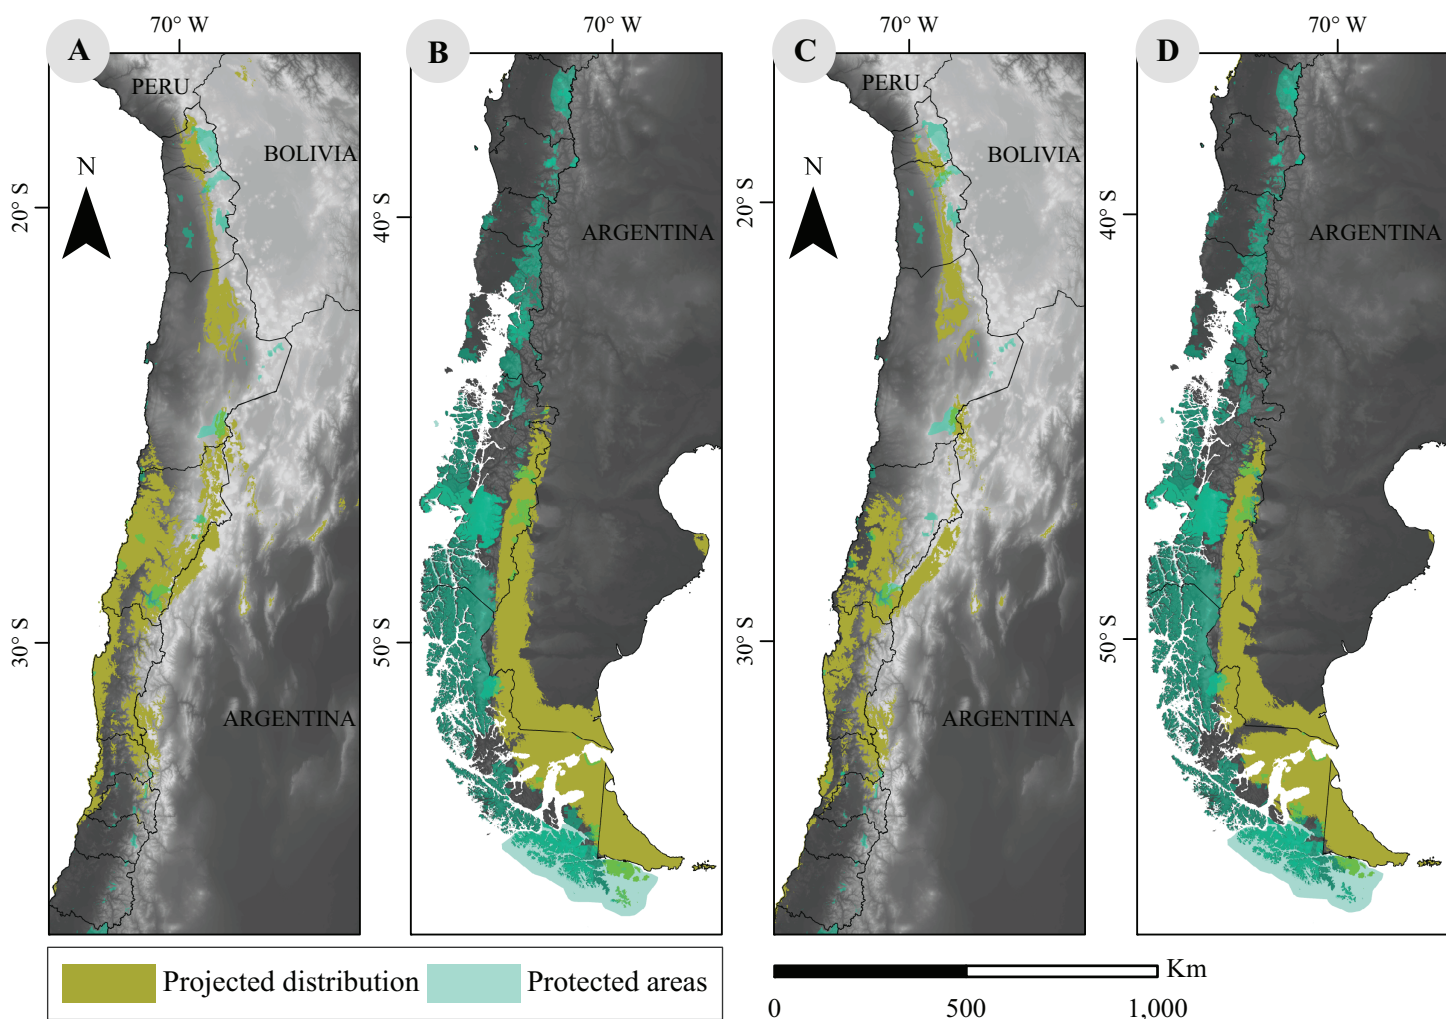 70° W
70° W
70° W
70° W
A
B
C
D
PERU
PERU
BOLIVIA
BOLIVIA
N
N
20° S
40° S
20° S
40° S
ARGENTINA
ARGENTINA
30° S
50° S
30° S
50° S
ARGENTINA
ARGENTINA
Projected distribution
Protected areas
Km
0
500
1,000